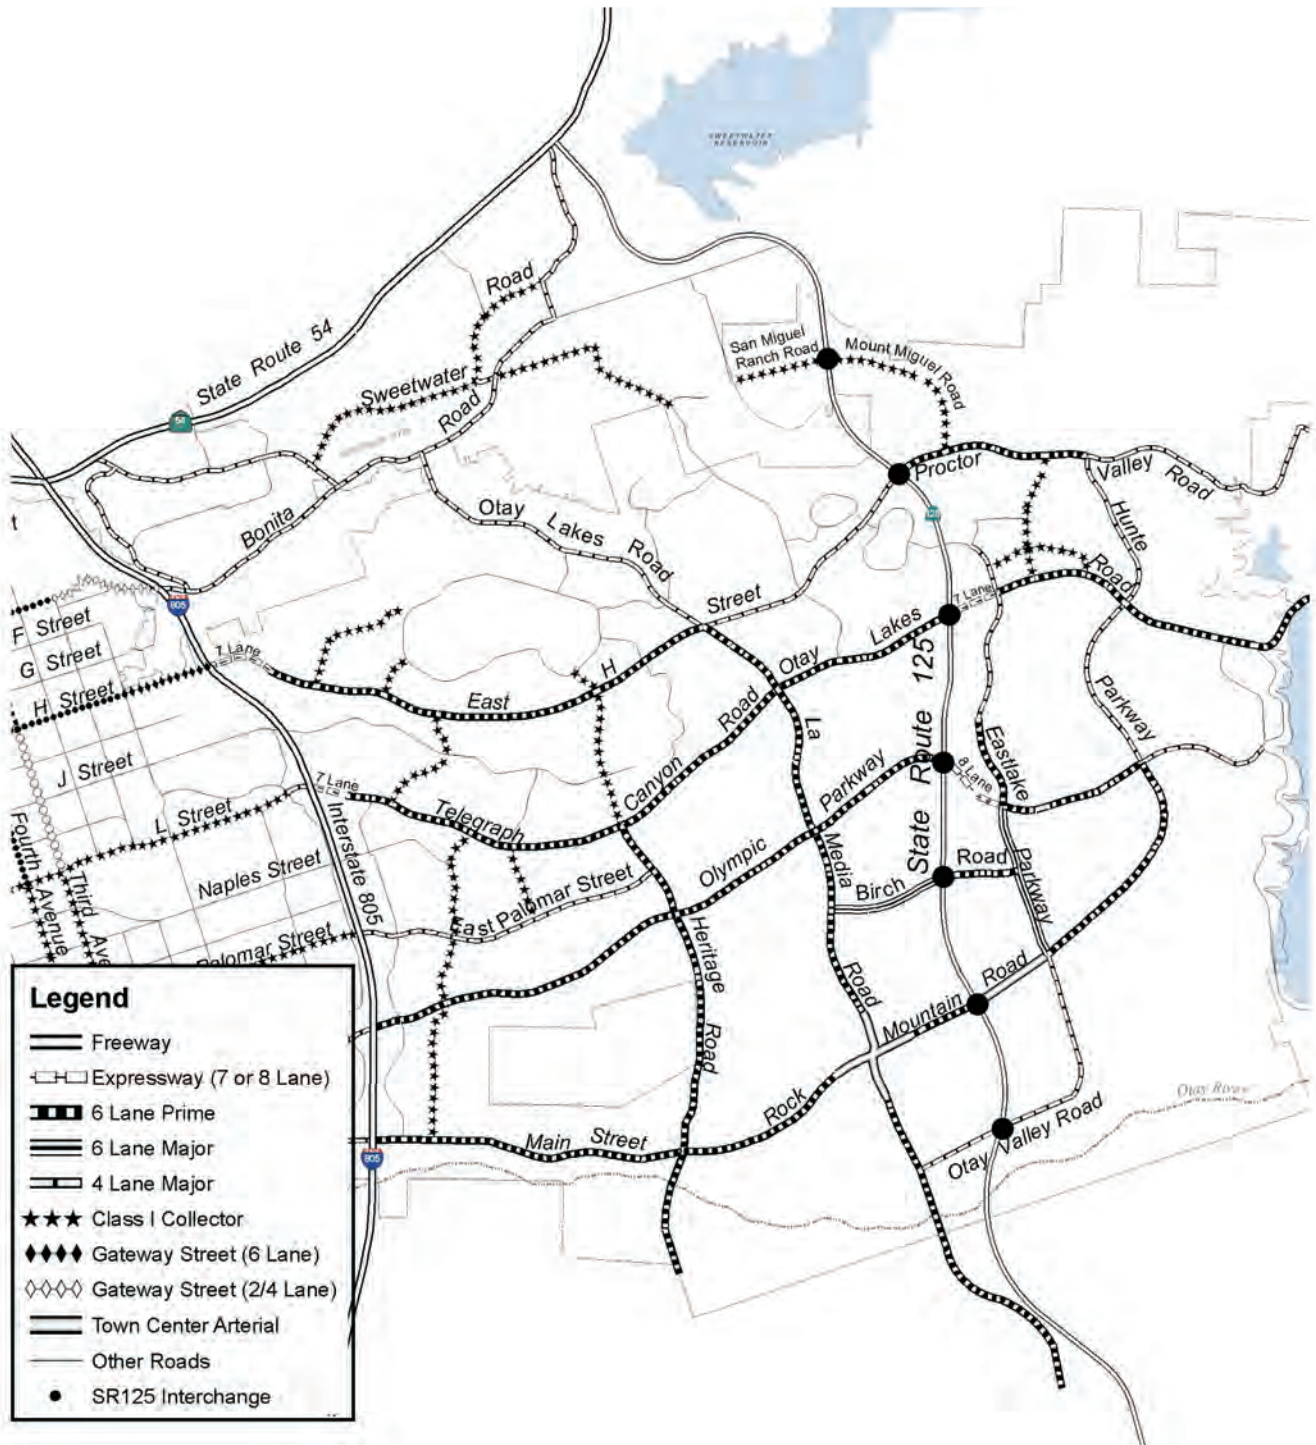 SWEETWATER
RESERVOIR
Road
State Route 54
54
San Miguel
Ranch Road
Mount Miguel Road
Sweetwater
Road
Proctor
Valley
Road
t
Bonita
Otay
Lakes
Road
Hunte
125
Road
805
F Street
G Street
H Street
7 Lane
Street
7 Lane
Lakes
Otay
H
East
Road
La
Parkway
Eastlake
8 Lane
J Street
7 Lane
Canyon
Parkway
State Route 125
L Street
Telegraph
Interstate 805
Olympic
Media
Road
Birch
Parkway
Fourth
Avenue
Third
Ave
Naples Street
East Palomar Street
Palomar Street
Heritage
Road
Road
Mountain
Road
Rock
Main Street
Otay River
Otay Valley Road
805
Legend
Freeway
Expressway (7 or 8 Lane)
6 Lane Prime
6 Lane Major
4 Lane Major
Class I Collector
Gateway Street (6 Lane)
Gateway Street (2/4 Lane)
Town Center Arterial
Other Roads
SR125 Interchange